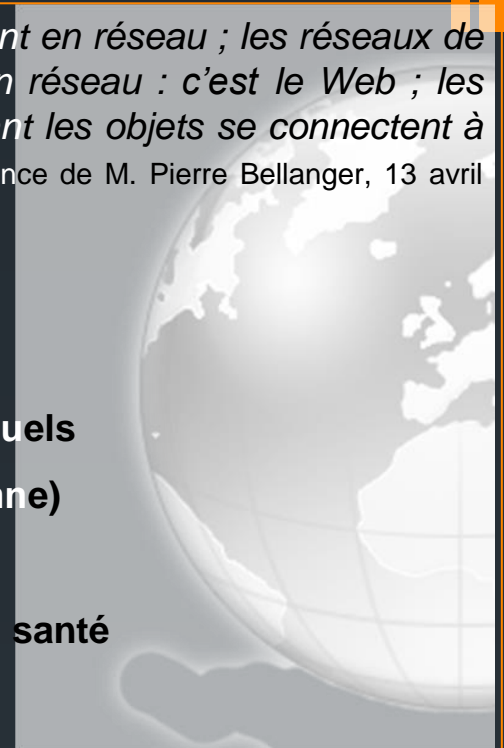 nt en réseau ; les réseaux de
n réseau : c’est le Web ; les
nt les objets se connectent à
nce de M. Pierre Bellanger, 13 avril
uels
ne)
santé